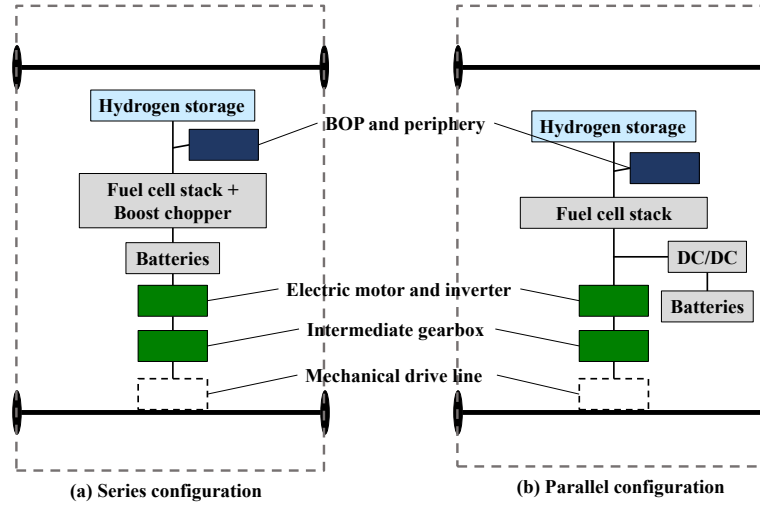 Hydrogen storage
BOP and periphery
Hydrogen storage
Fuel cell stack +
Boost chopper
Fuel cell stack
Batteries
DC/DC
Electric motor and inverter
Batteries
Intermediate gearbox
Mechanical drive line
(a) Series configuration
(b) Parallel configuration